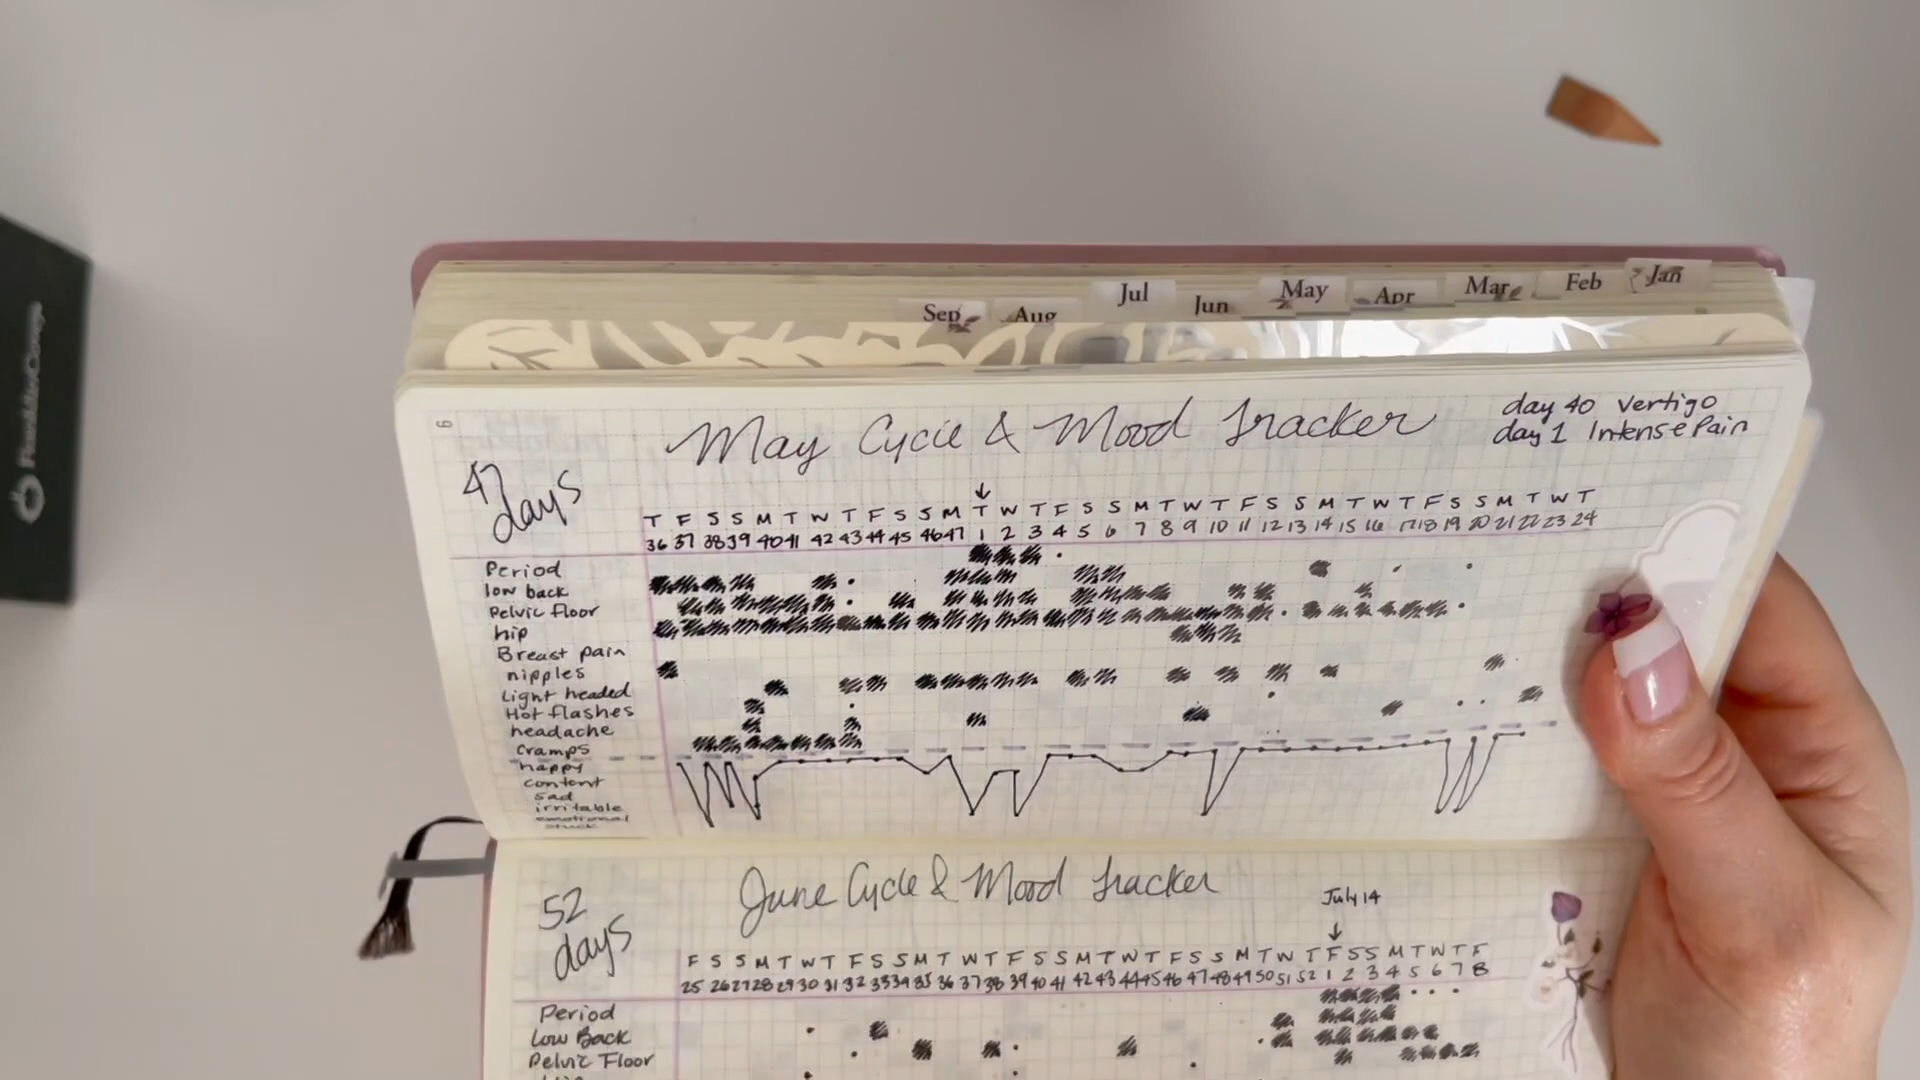 Sep Aug Jul Jun May Apr Mar Feb Jan
6
May Cycle & Mood Tracker
day 40 Vertigo
day 1 Intense Pain
47
days
T F S S M T W T F S S M T W T F S S M T W T F S S M T W T F S S M T W T
36 37 38 39 40 41 42 43 44 45 46 47 1 2 3 4 5 6 7 8 9 10 11 12 13 14 15 16 17 18 19 20 21 22 23 24
Period
low back
Pelvic floor
hip
Breast pain
nipples
Light headed
Hot flashes
headache
Cramps
happy
content
sad
irritable
emotional
stuck
June Cycle & Mood Tracker
July 14
52
days
F S S M T W T F S S M T W T F S S M T W T F S S M T W T F S S M T W T F
25 26 27 28 29 30 31 32 33 34 35 36 37 38 39 40 41 42 43 44 45 46 47 48 49 50 51 52 1 2 3 4 5 6 7 8
Period
Low Back
Pelvic Floor